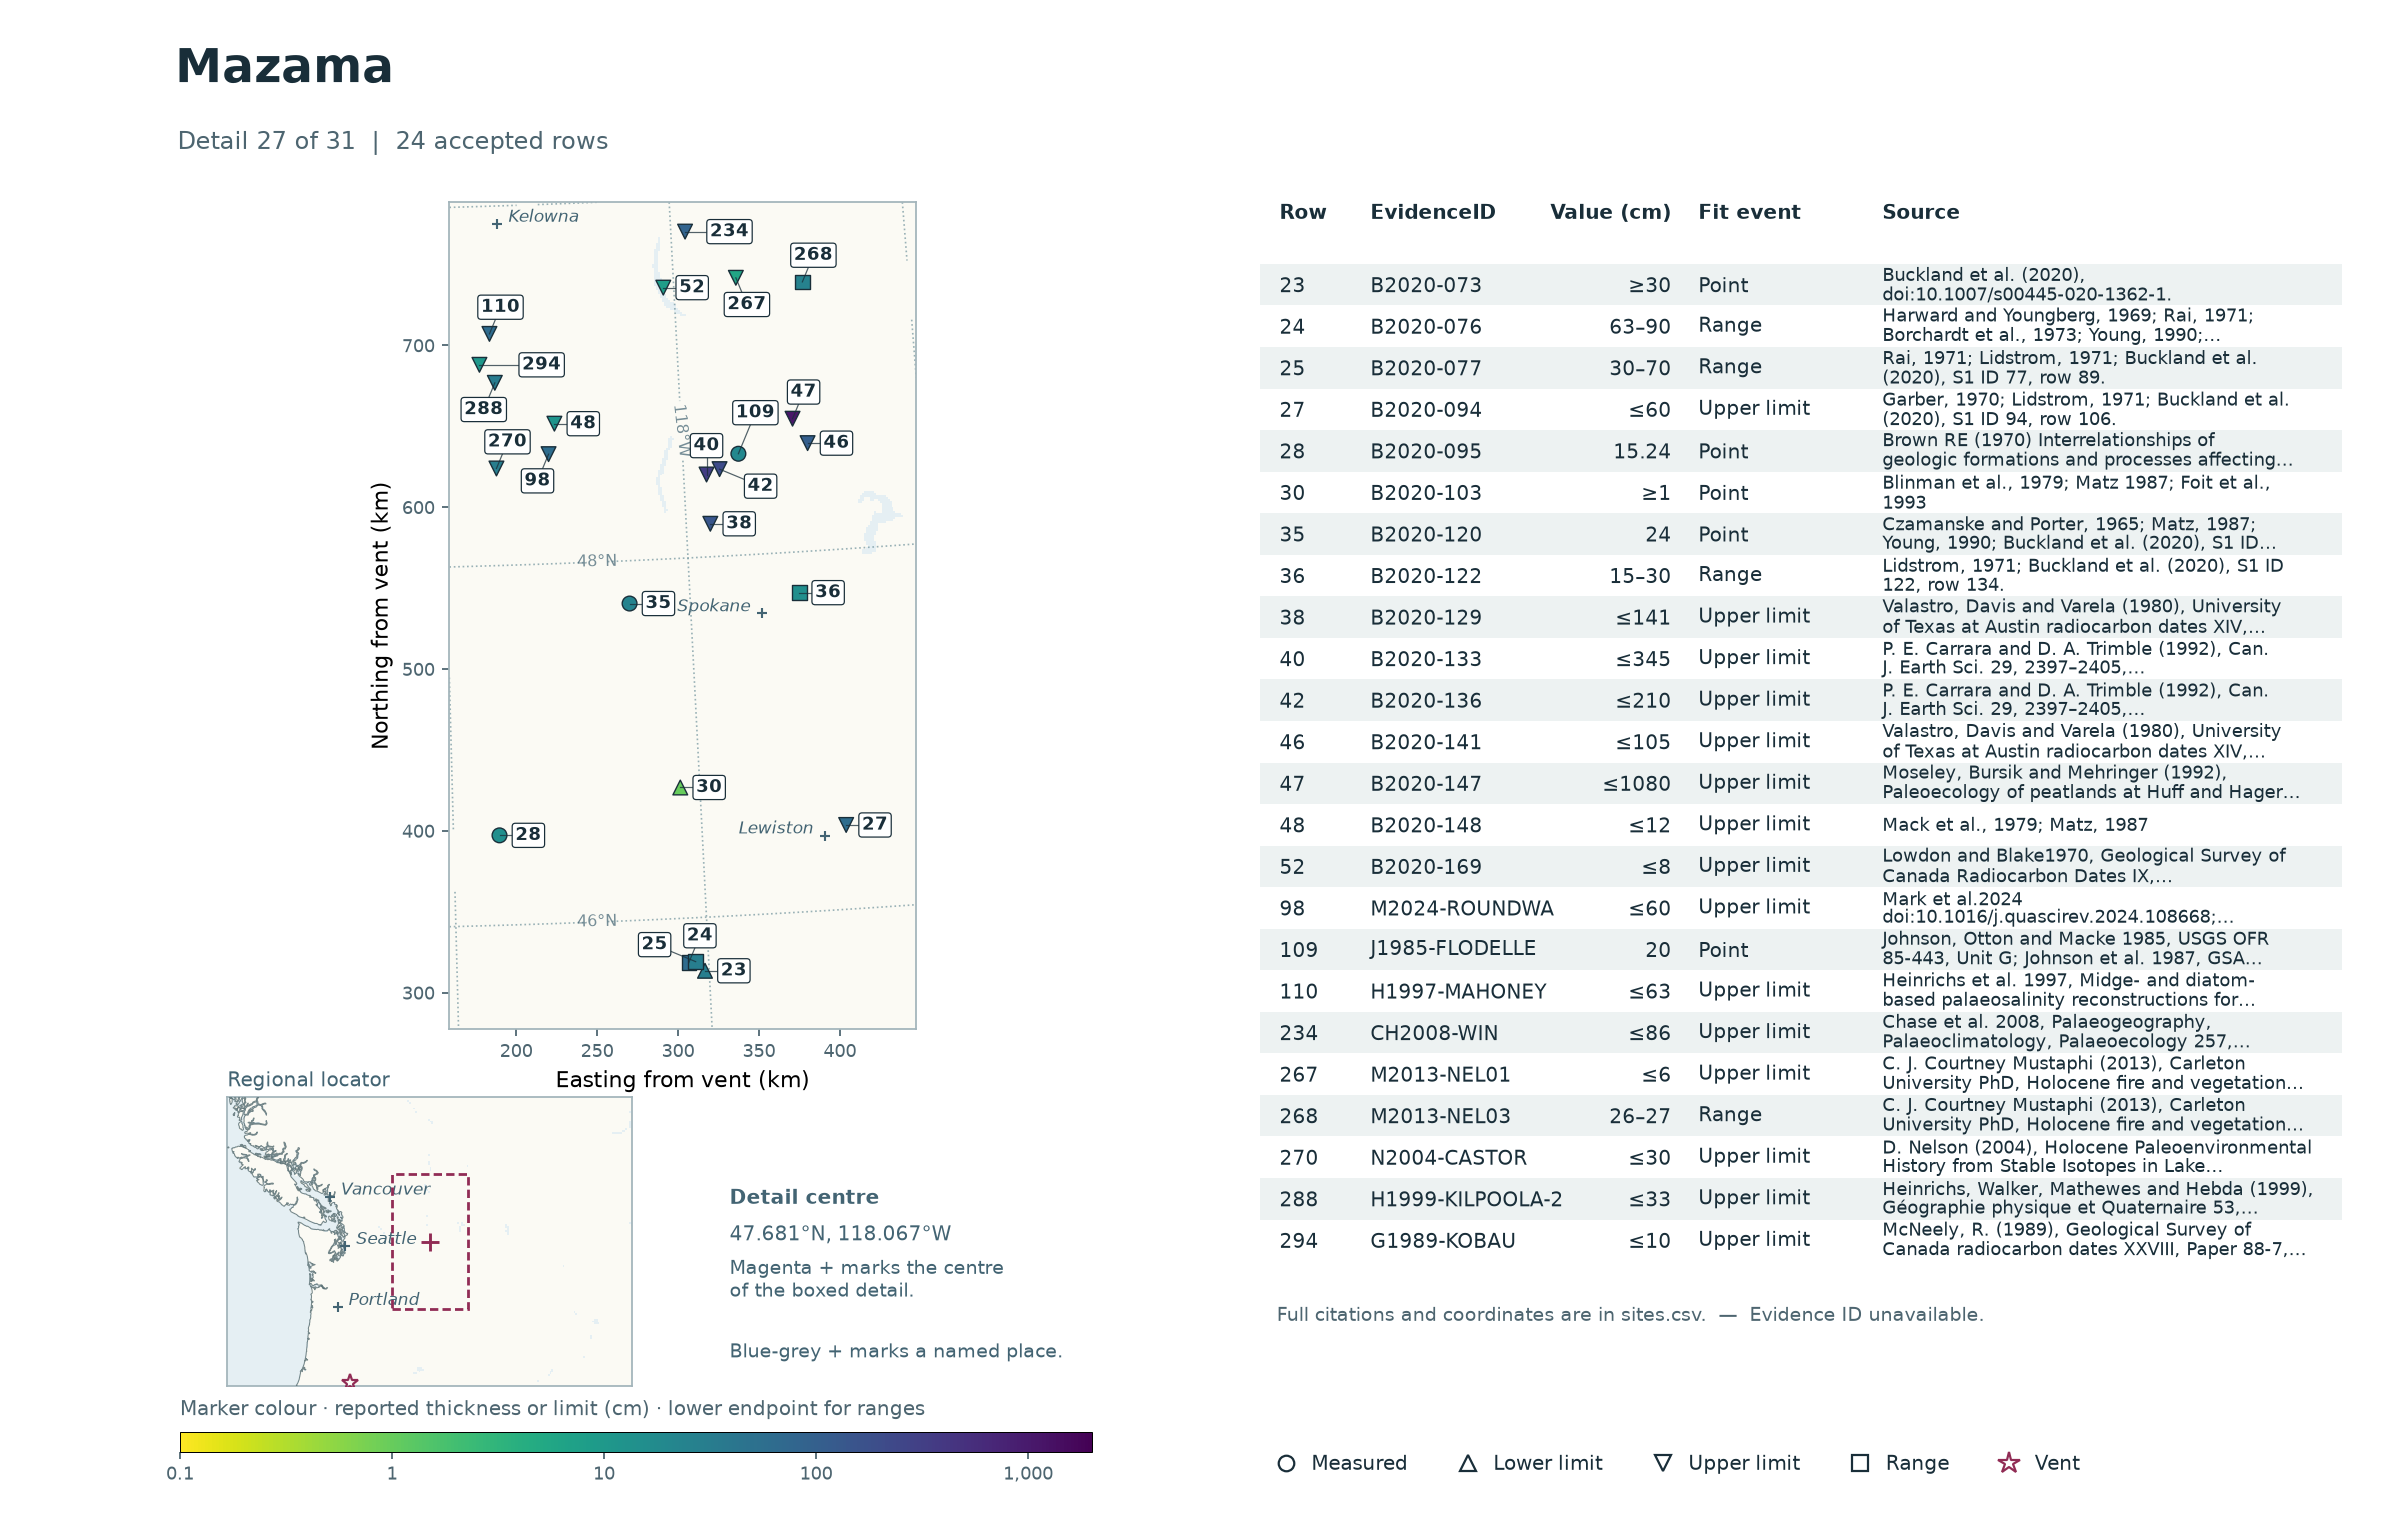 Mazama
Detail 27 of 31 | 24 accepted rows
Kelowna
234
268
52
267
110
294
288
48
47
109
270
40
46
98
42
118°W
38
48°N
35
Spokane
36
30
Lewiston
27
28
46°N
24
25
23
700
600
500
400
300
Northing from vent (km)
200
250
300
350
400
Easting from vent (km)
Regional locator
Vancouver
Seattle
Portland
Detail centre
47.681°N, 118.067°W
Magenta + marks the centre
of the boxed detail.
Blue-grey + marks a named place.
Marker colour · reported thickness or limit (cm) · lower endpoint for ranges
0.1
1
10
100
1,000
Row EvidenceID Value (cm) Fit event Source
23 B2020-073 ≥30 Point Buckland et al. (2020),
doi:10.1007/s00445-020-1362-1.
24 B2020-076 63–90 Range Harward and Youngberg, 1969; Rai, 1971;
Borchardt et al., 1973; Young, 1990;…
25 B2020-077 30–70 Range Rai, 1971; Lidstrom, 1971; Buckland et al.
(2020), S1 ID 77, row 89.
27 B2020-094 ≤60 Upper limit Garber, 1970; Lidstrom, 1971; Buckland et al.
(2020), S1 ID 94, row 106.
28 B2020-095 15.24 Point Brown RE (1970) Interrelationships of
geologic formations and processes affecting…
30 B2020-103 ≥1 Point Blinman et al., 1979; Matz 1987; Foit et al.,
1993
35 B2020-120 24 Point Czamanske and Porter, 1965; Matz, 1987;
Young, 1990; Buckland et al. (2020), S1 ID…
36 B2020-122 15–30 Range Lidstrom, 1971; Buckland et al. (2020), S1 ID
122, row 134.
38 B2020-129 ≤141 Upper limit Valastro, Davis and Varela (1980), University
of Texas at Austin radiocarbon dates XIV,…
40 B2020-133 ≤345 Upper limit P. E. Carrara and D. A. Trimble (1992), Can.
J. Earth Sci. 29, 2397–2405,…
42 B2020-136 ≤210 Upper limit P. E. Carrara and D. A. Trimble (1992), Can.
J. Earth Sci. 29, 2397–2405,…
46 B2020-141 ≤105 Upper limit Valastro, Davis and Varela (1980), University
of Texas at Austin radiocarbon dates XIV,…
47 B2020-147 ≤1080 Upper limit Moseley, Bursik and Mehringer (1992),
Paleoecology of peatlands at Huff and Hager…
48 B2020-148 ≤12 Upper limit Mack et al., 1979; Matz, 1987
52 B2020-169 ≤8 Upper limit Lowdon and Blake1970, Geological Survey of
Canada Radiocarbon Dates IX,…
98 M2024-ROUNDWA ≤60 Upper limit Mark et al.2024
doi:10.1016/j.quascirev.2024.108668;…
109 J1985-FLODELLE 20 Point Johnson, Otton and Macke 1985, USGS OFR
85-443, Unit G; Johnson et al. 1987, GSA…
110 H1997-MAHONEY ≤63 Upper limit Heinrichs et al. 1997, Midge- and diatom-
based palaeosalinity reconstructions for…
234 CH2008-WIN ≤86 Upper limit Chase et al. 2008, Palaeogeography,
Palaeoclimatology, Palaeoecology 257,…
267 M2013-NEL01 ≤6 Upper limit C. J. Courtney Mustaphi (2013), Carleton
University PhD, Holocene fire and vegetation…
268 M2013-NEL03 26–27 Range C. J. Courtney Mustaphi (2013), Carleton
University PhD, Holocene fire and vegetation…
270 N2004-CASTOR ≤30 Upper limit D. Nelson (2004), Holocene Paleoenvironmental
History from Stable Isotopes in Lake…
288 H1999-KILPOOLA-2 ≤33 Upper limit Heinrichs, Walker, Mathewes and Hebda (1999),
Géographie physique et Quaternaire 53,…
294 G1989-KOBAU ≤10 Upper limit McNeely, R. (1989), Geological Survey of
Canada radiocarbon dates XXVIII, Paper 88-7,…
Full citations and coordinates are in sites.csv. — Evidence ID unavailable.
Measured
Lower limit
Upper limit
Range
Vent